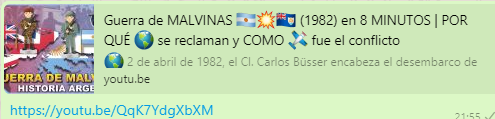 Guerra de MALVINAS 🇦🇷💥🇫🇰 (1982) en 8 MINUTOS | POR
QUÉ 🌎 se reclaman y COMO 🛩️ fue el conflicto
🌎 2 de abril de 1982, el CI. Carlos Büsser encabeza el desembarco de
youtu.be
UERRA DE MALV
HISTORIA ARGE
https://youtu.be/QqK7YdgXbXM
21:55